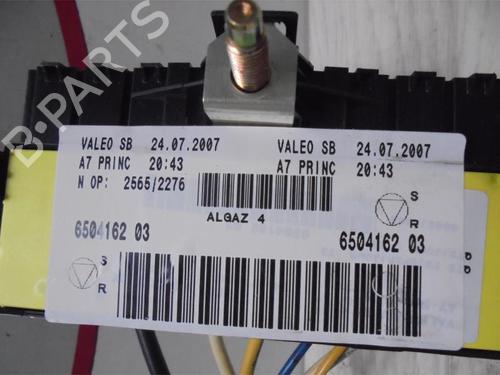 B-PARTS
VALEO SB 24.07.2007
A7 PRINC 20:43
N OP: 2565/2276
VALEO SB 24.07.2007
A7 PRINC 20:43
ALGAZ 4
S
R
6504162 03
6504162 03
S
R